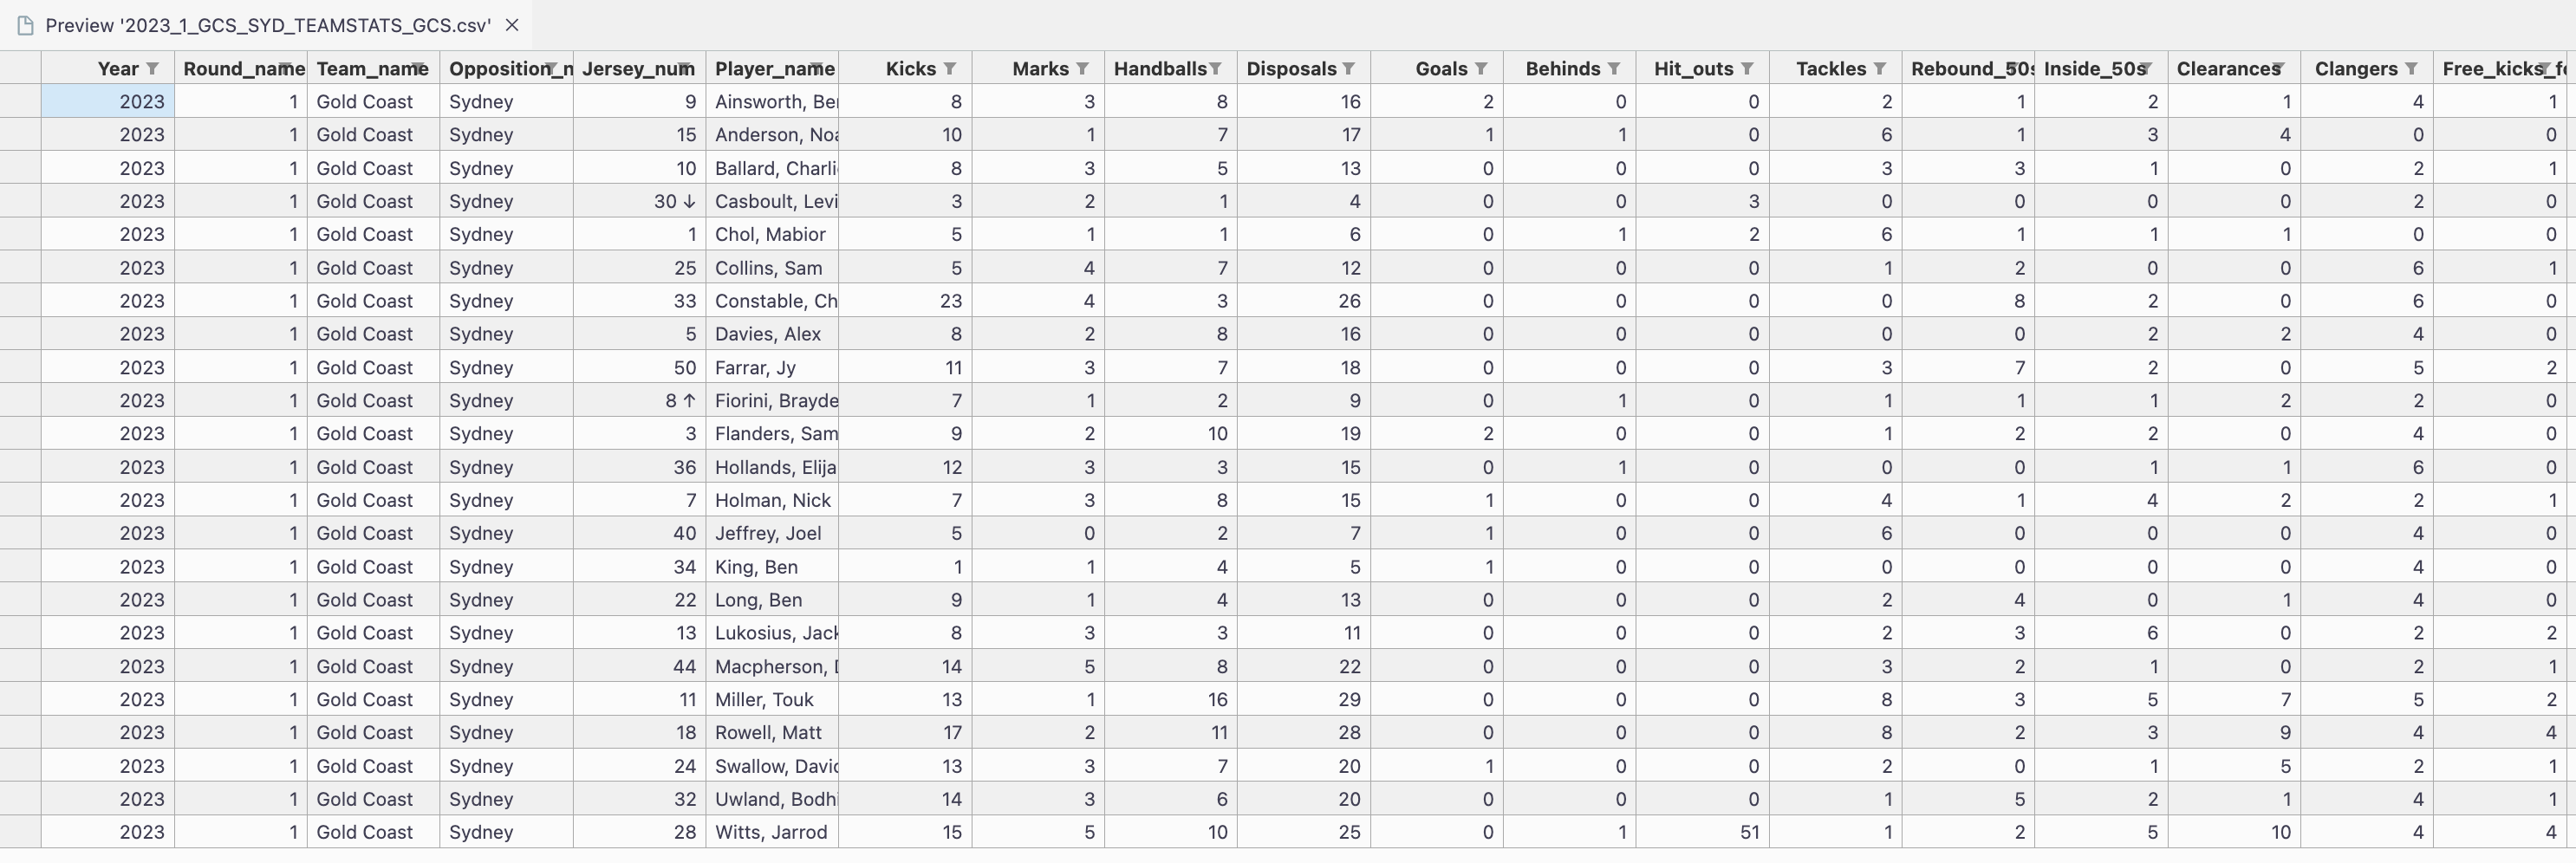 Preview '2023_1_GCS_SYD_TEAMSTATS_GCS.csv' ×
Year Round_name Team_name Opposition_n Jersey_num Player_name Kicks Marks Handballs Disposals Goals Behinds Hit_outs Tackles Rebound_50s Inside_50s Clearances Clangers Free_kicks_fo
2023 1 Gold Coast Sydney 9 Ainsworth, Ben 8 3 8 16 2 0 0 2 1 2 1 4 1
2023 1 Gold Coast Sydney 15 Anderson, Noa 10 1 7 17 1 1 0 6 1 3 4 0 0
2023 1 Gold Coast Sydney 10 Ballard, Charli 8 3 5 13 0 0 0 3 3 1 0 2 1
2023 1 Gold Coast Sydney 30 ↓ Casboult, Levi 3 2 1 4 0 0 3 0 0 0 0 2 0
2023 1 Gold Coast Sydney 1 Chol, Mabior 5 1 1 6 0 1 2 6 1 1 1 0 0
2023 1 Gold Coast Sydney 25 Collins, Sam 5 4 7 12 0 0 0 1 2 0 0 6 1
2023 1 Gold Coast Sydney 33 Constable, Ch 23 4 3 26 0 0 0 0 8 2 0 6 0
2023 1 Gold Coast Sydney 5 Davies, Alex 8 2 8 16 0 0 0 0 0 2 2 4 0
2023 1 Gold Coast Sydney 50 Farrar, Jy 11 3 7 18 0 0 0 3 7 2 0 5 2
2023 1 Gold Coast Sydney 8 ↑ Fiorini, Brayde 7 1 2 9 0 1 0 1 1 1 2 2 0
2023 1 Gold Coast Sydney 3 Flanders, Sam 9 2 10 19 2 0 0 1 2 2 0 4 0
2023 1 Gold Coast Sydney 36 Hollands, Elija 12 3 3 15 0 1 0 0 0 1 1 6 0
2023 1 Gold Coast Sydney 7 Holman, Nick 7 3 8 15 1 0 0 4 1 4 2 2 1
2023 1 Gold Coast Sydney 40 Jeffrey, Joel 5 0 2 7 1 0 0 6 0 0 0 4 0
2023 1 Gold Coast Sydney 34 King, Ben 1 1 4 5 1 0 0 0 0 0 0 4 0
2023 1 Gold Coast Sydney 22 Long, Ben 9 1 4 13 0 0 0 2 4 0 1 4 0
2023 1 Gold Coast Sydney 13 Lukosius, Jack 8 3 3 11 0 0 0 2 3 6 0 2 2
2023 1 Gold Coast Sydney 44 Macpherson, D 14 5 8 22 0 0 0 3 2 1 0 2 1
2023 1 Gold Coast Sydney 11 Miller, Touk 13 1 16 29 0 0 0 8 3 5 7 5 2
2023 1 Gold Coast Sydney 18 Rowell, Matt 17 2 11 28 0 0 0 8 2 3 9 4 4
2023 1 Gold Coast Sydney 24 Swallow, David 13 3 7 20 1 0 0 2 0 1 5 2 1
2023 1 Gold Coast Sydney 32 Uwland, Bodhi 14 3 6 20 0 0 0 1 5 2 1 4 1
2023 1 Gold Coast Sydney 28 Witts, Jarrod 15 5 10 25 0 1 51 1 2 5 10 4 4